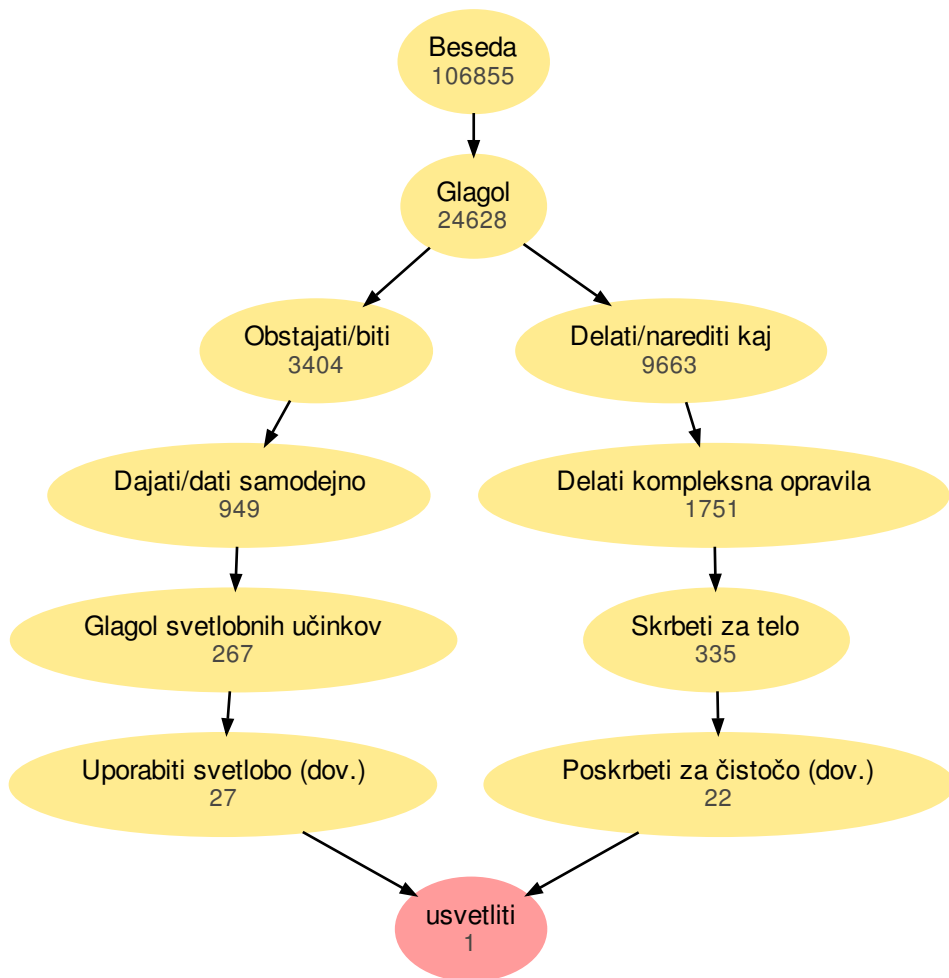 Beseda
106855
Glagol
24628
Obstajati/biti
3404
Delati/narediti kaj
9663
Dajati/dati samodejno
949
Delati kompleksna opravila
1751
Glagol svetlobnih učinkov
267
Skrbeti za telo
335
Uporabiti svetlobo (dov.)
27
Poskrbeti za čistočo (dov.)
22
usvetliti
1